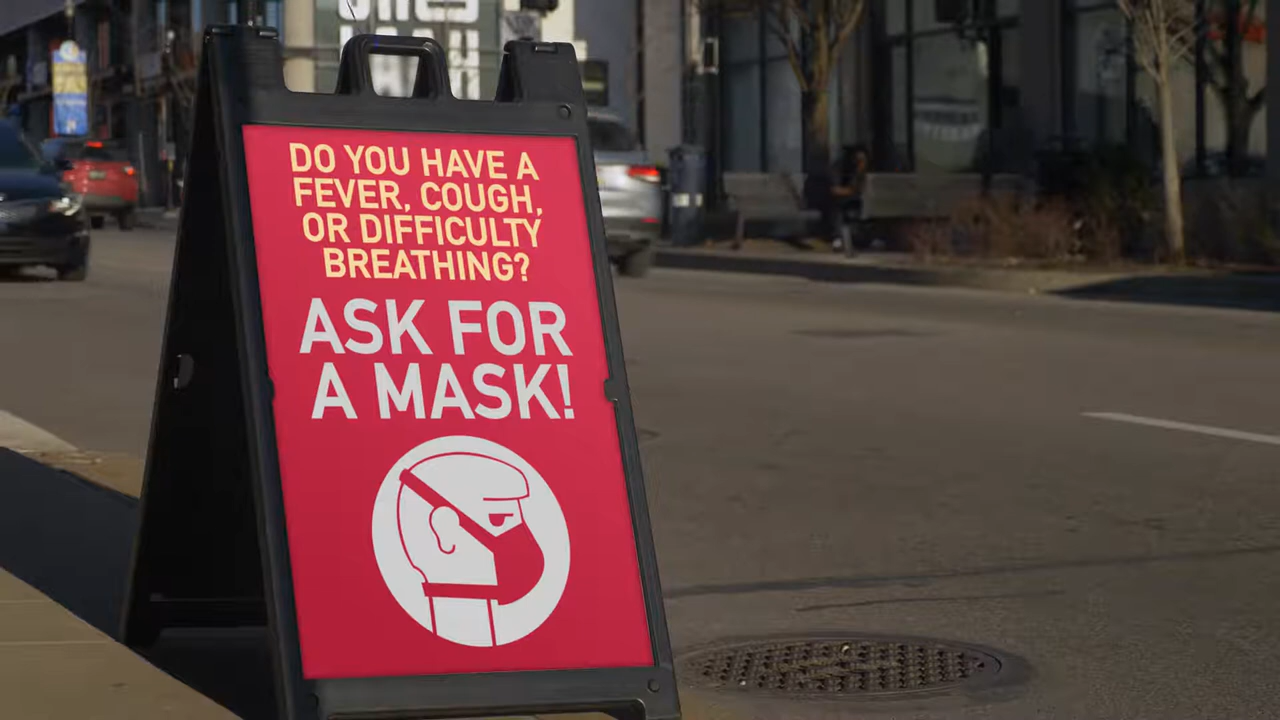 DO YOU HAVE A
FEVER, COUGH,
OR DIFFICULTY
BREATHING?
ASK FOR
A MASK!